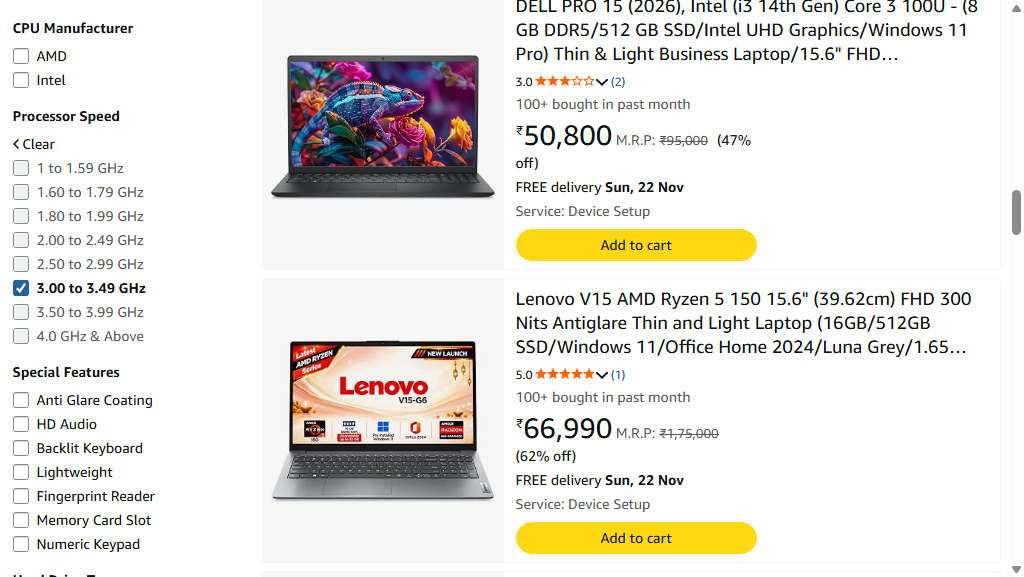 CPU Manufacturer
AMD
Intel
Processor Speed
Clear
1 to 1.59 GHz
1.60 to 1.79 GHz
1.80 to 1.99 GHz
2.00 to 2.49 GHz
2.50 to 2.99 GHz
3.00 to 3.49 GHz
3.50 to 3.99 GHz
4.0 GHz & Above
Special Features
Anti Glare Coating
HD Audio
Backlit Keyboard
Lightweight
Fingerprint Reader
Memory Card Slot
Numeric Keypad
DELL PRO 15 (2026), Intel (i3 14th Gen) Core 3 100U - (8
GB DDR5/512 GB SSD/Intel UHD Graphics/Windows 11
Pro) Thin & Light Business Laptop/15.6" FHD…
3.0 (2)
100+ bought in past month
₹50,800 M.R.P: ₹95,000 (47%
off)
FREE delivery Sun, 22 Nov
Service: Device Setup
Add to cart
Latest
AMD RYZEN
Series
NEW LAUNCH
Lenovo
V15-G6
Lenovo V15 AMD Ryzen 5 150 15.6" (39.62cm) FHD 300
Nits Antiglare Thin and Light Laptop (16GB/512GB
SSD/Windows 11/Office Home 2024/Luna Grey/1.65…
5.0 (1)
100+ bought in past month
₹66,990 M.R.P: ₹1,75,000
(62% off)
FREE delivery Sun, 22 Nov
Service: Device Setup
Add to cart